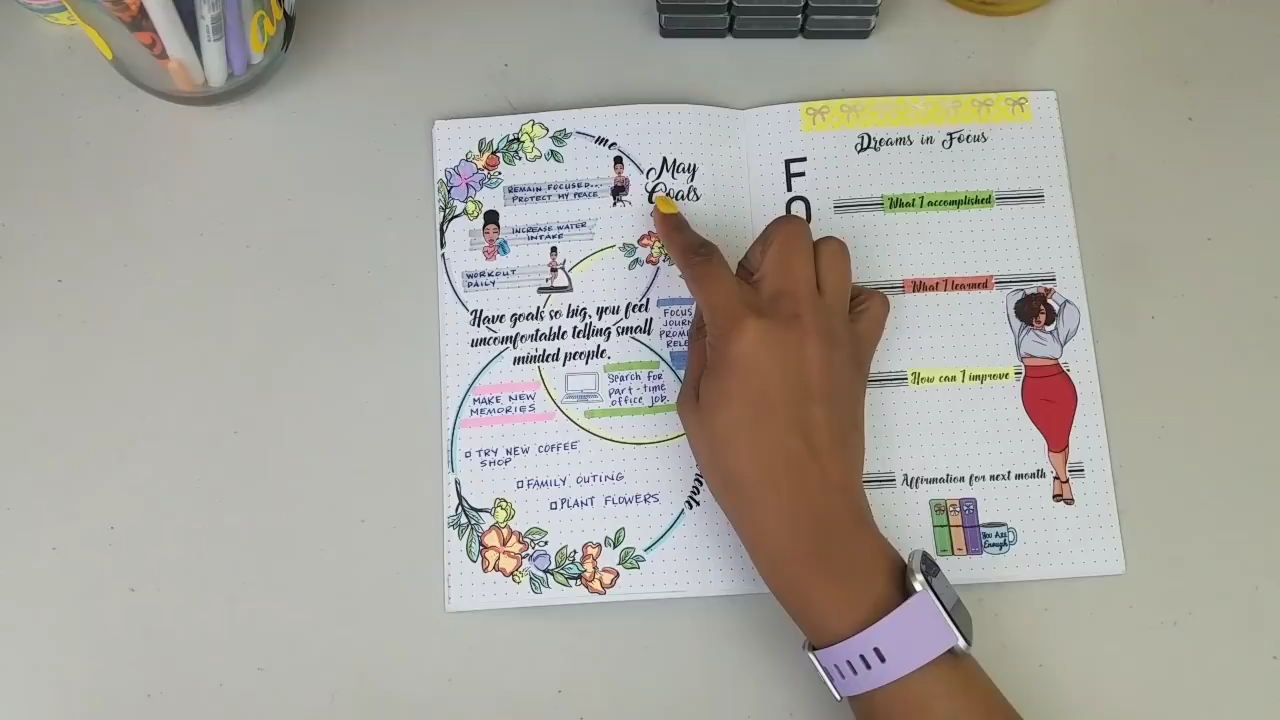 me
May
Goals
REMAIN FOCUSED...
PROTECT MY PEACE
INCREASE WATER
INTAKE
WORKOUT
DAILY
Have goals so big, you feel
uncomfortable telling small
minded people.
FOCUS
Search for
part-time
office job.
MAKE NEW
MEMORIES
TRY NEW COFFEE
SHOP
FAMILY OUTING
PLANT FLOWERS
Dreams in Focus
F
O
What I accomplished
What I learned
How can I improve
Affirmation for next month
You Are
Enough